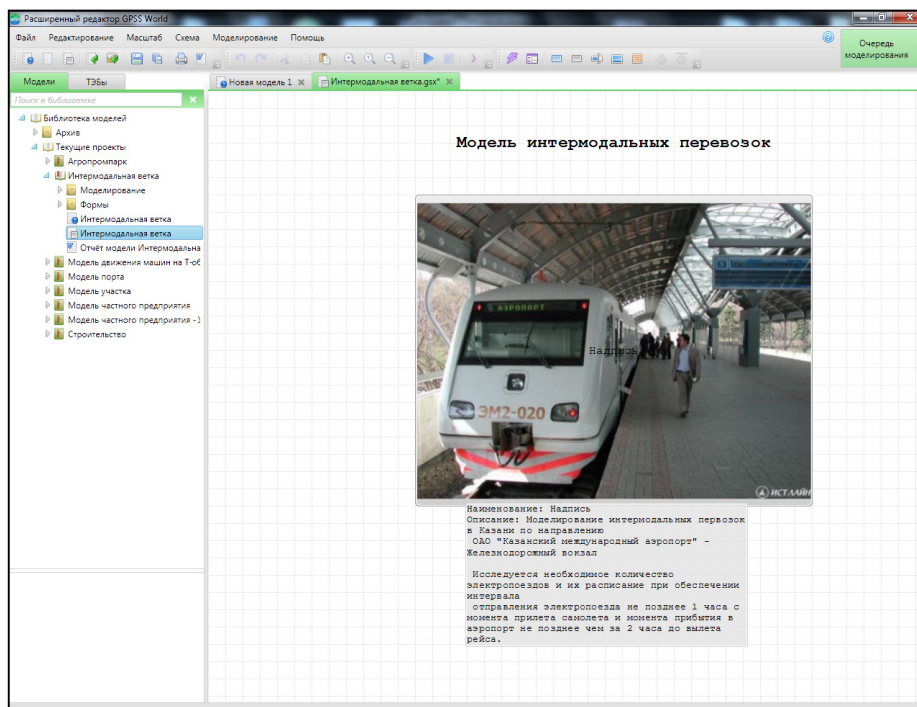 Расширенный редактор GPSS World
Файл Редактирование Масштаб Схема Моделирование Помощь
Очередь моделирования
Модели ТЭБы
Новая модель 1 Интермодальная ветка.gsx*
Поиск в библиотеке
Библиотека моделей
Архив
Текущие проекты
Агропромпарк
Интермодальная ветка
Моделирование
Формы
Интермодальная ветка
Интермодальная ветка
Отчёт модели Интермодальна
Модель движения машин на Т-об
Модель порта
Модель участка
Модель частного предприятия
Модель частного предприятия -
Строительство
Модель интермодальных перевозок
АЭРОПОРТ
Надпись
ЭМ2-020
ИСТЛАЙН
Наименование: Надпись
Описание: Моделирование интермодальных первозок
в Казани по направлению
ОАО "Казанский международный аэропорт" -
Железнодорожный вокзал
Исследуется необходимое количество
электропоездов и их расписание при обеспечении
интервала
отправления электропоезда не позднее 1 часа с
момента прилета самолета и момента прибытия в
аэропорт не позднее чем за 2 часа до вылета
рейса.